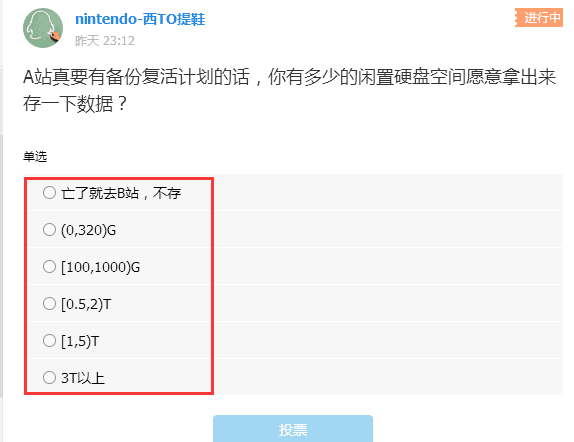 nintendo-西TO提鞋
进行中
昨天 23:12
A站真要有备份复活计划的话，你有多少的闲置硬盘空间愿意拿出来
存一下数据？
单选
亡了就去B站，不存
(0,320)G
[100,1000)G
[0.5,2)T
[1,5)T
3T以上
投票